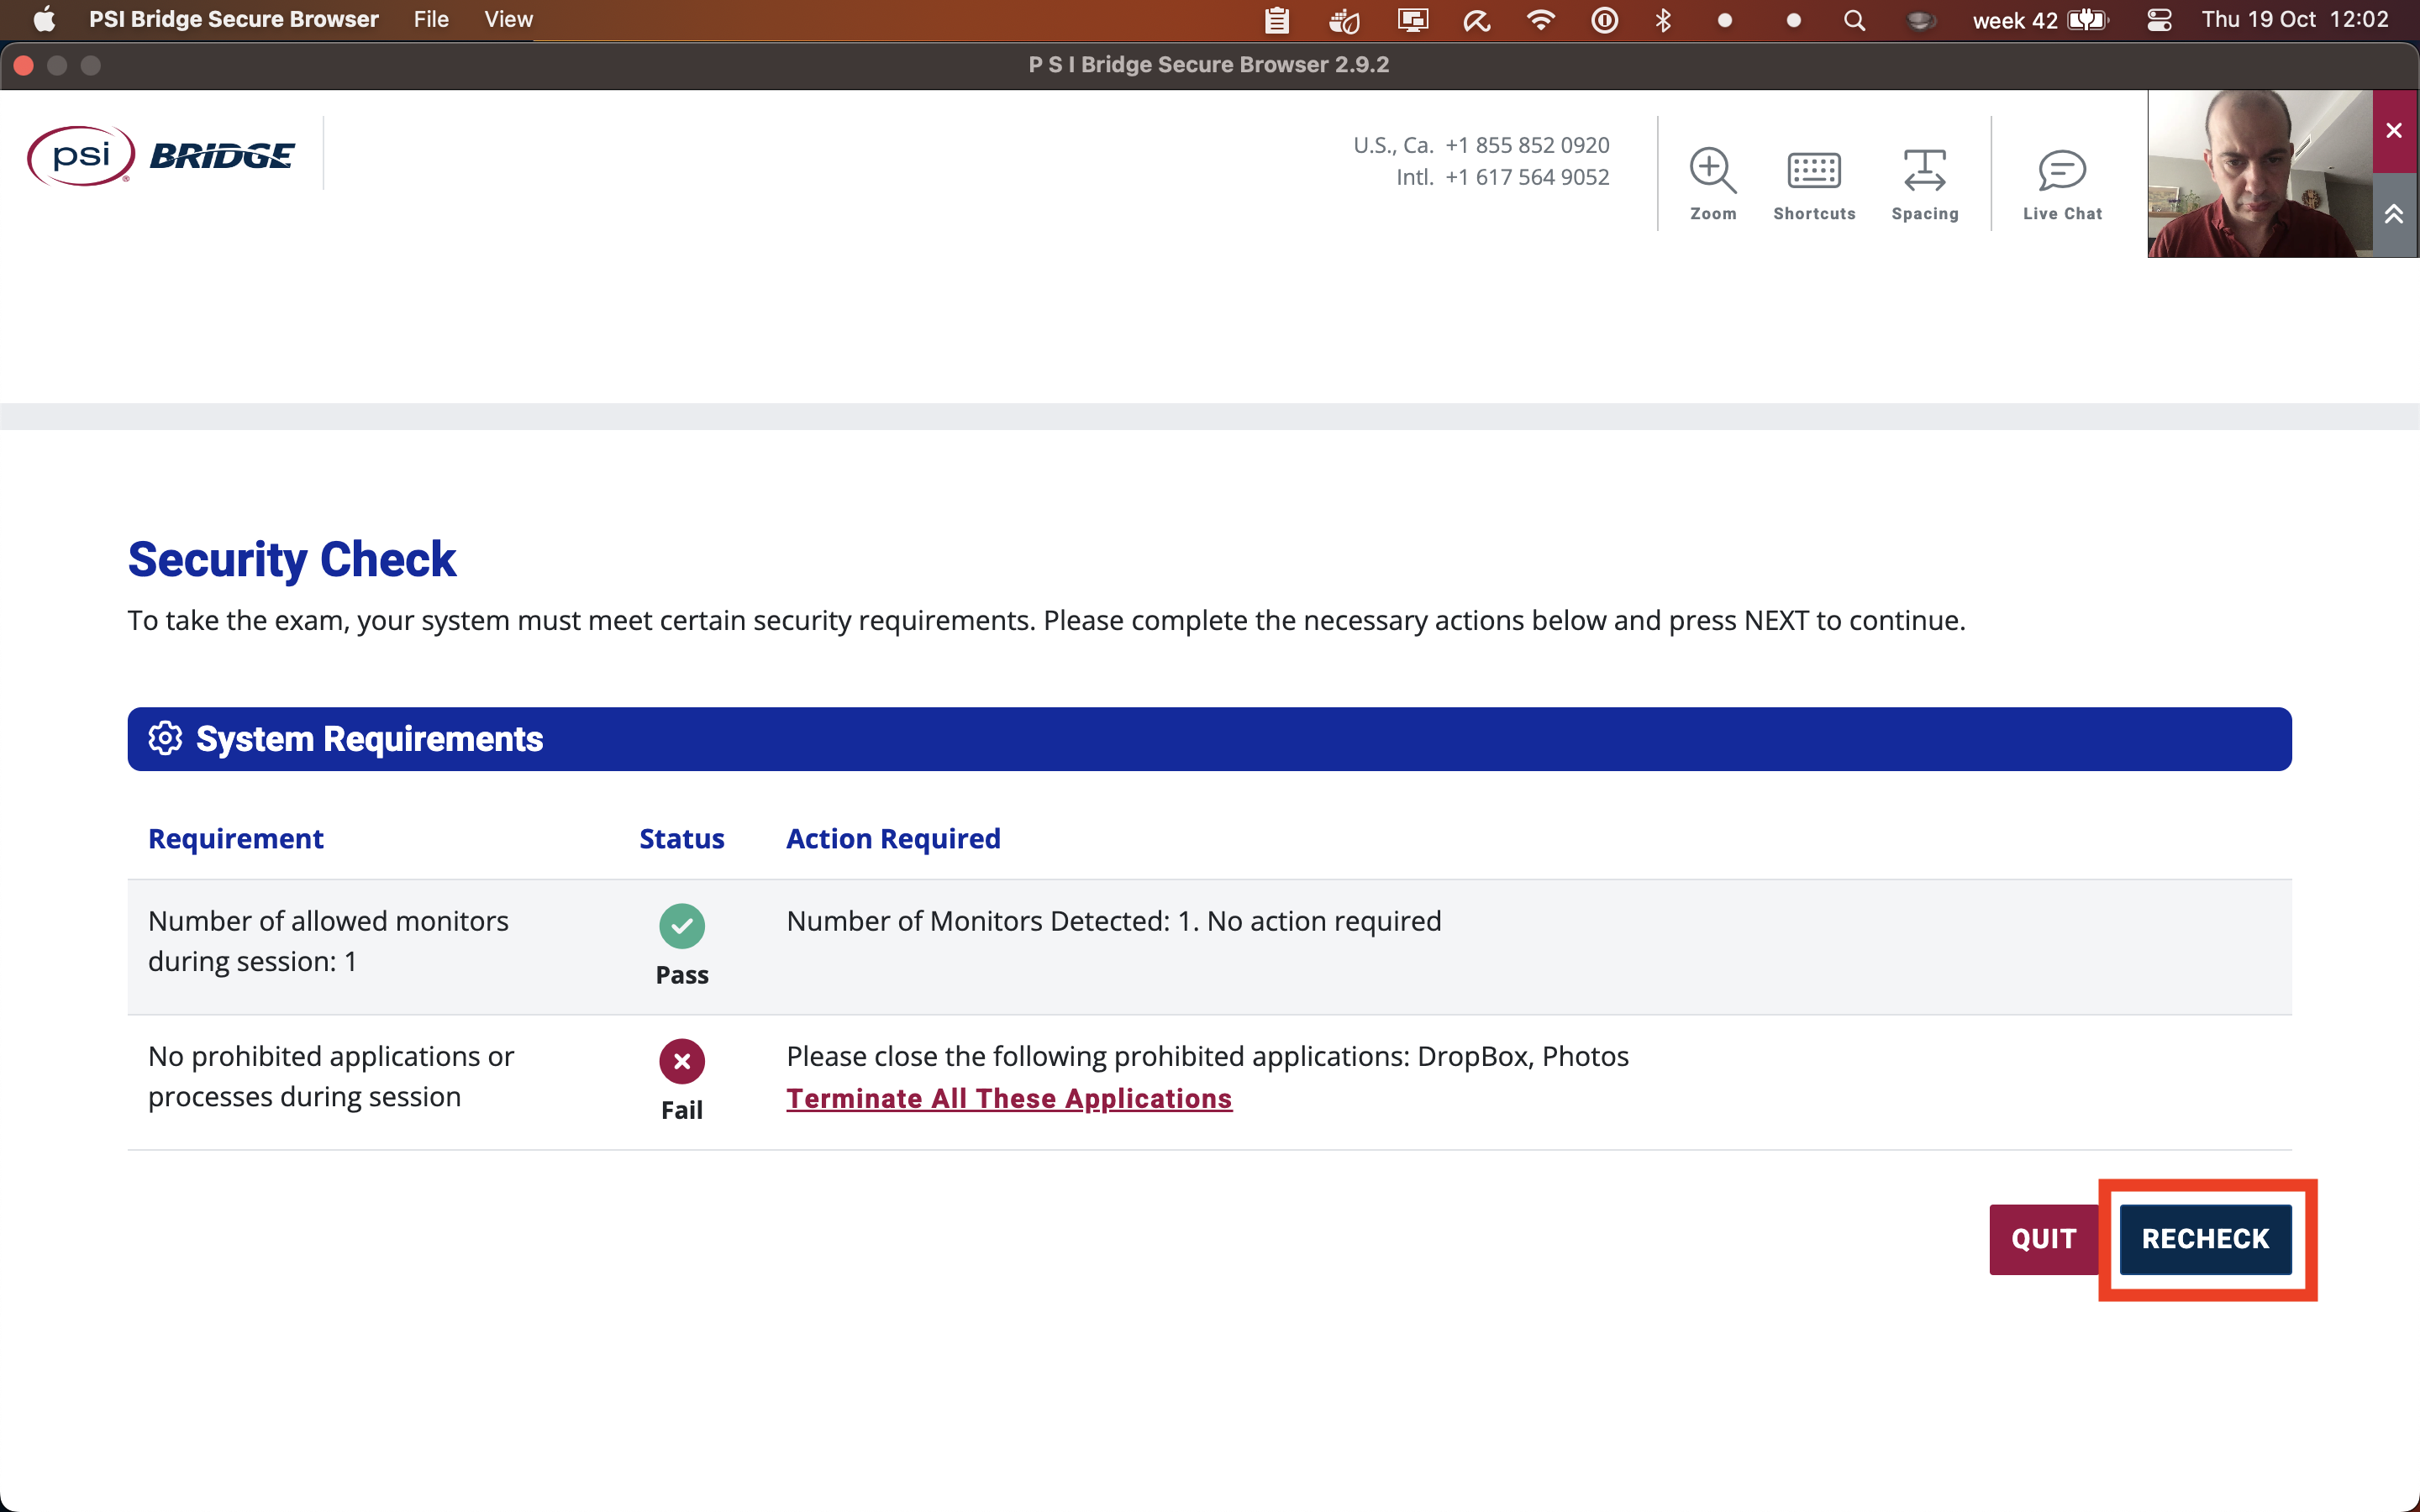 PSI Bridge Secure Browser File View week 42 Thu 19 Oct 12:02
P S I Bridge Secure Browser 2.9.2
psi BRIDGE
U.S., Ca. +1 855 852 0920
Intl. +1 617 564 9052
Zoom Shortcuts Spacing Live Chat
Security Check
To take the exam, your system must meet certain security requirements. Please complete the necessary actions below and press NEXT to continue.
System Requirements
Requirement Status Action Required
Number of allowed monitors
during session: 1
Pass
Number of Monitors Detected: 1. No action required
No prohibited applications or
processes during session
Fail
Please close the following prohibited applications: DropBox, Photos
Terminate All These Applications
QUIT RECHECK